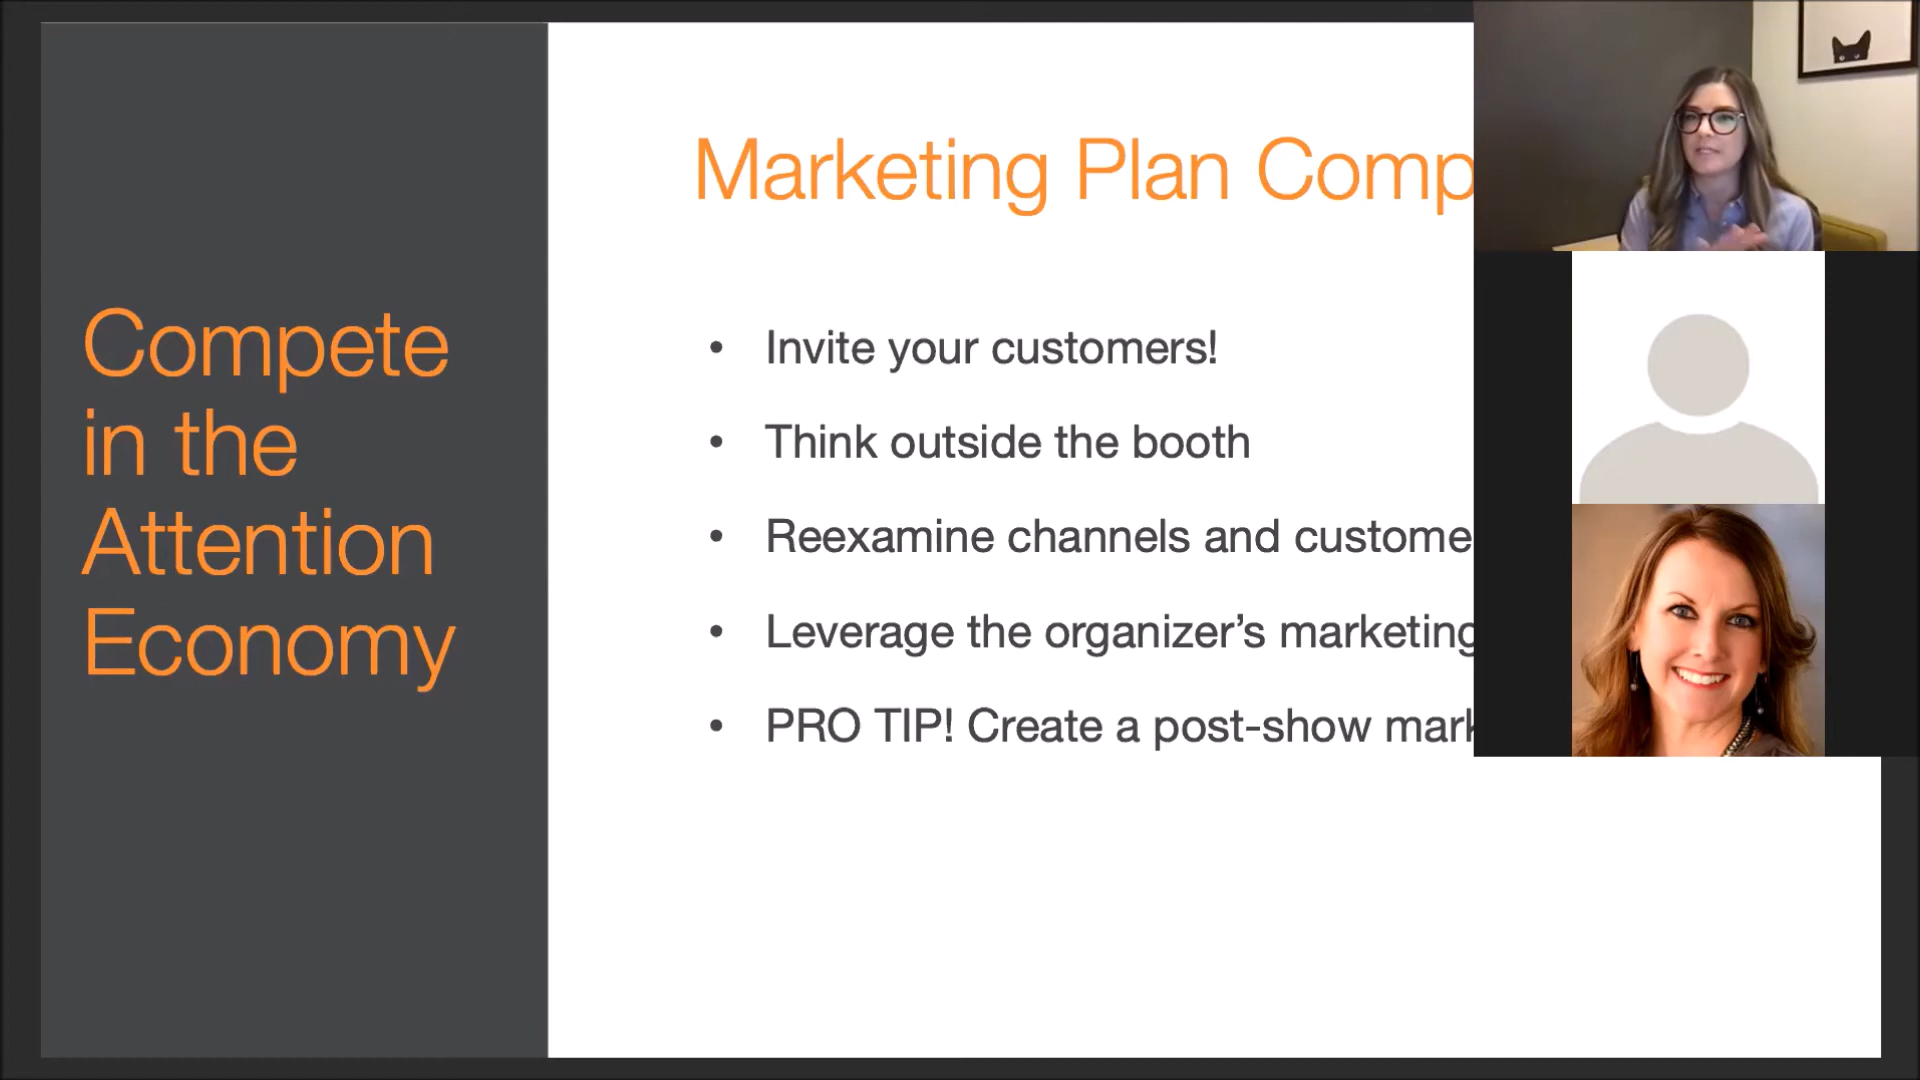 Compete
in the
Attention
Economy
Marketing Plan Comp
• Invite your customers!
• Think outside the booth
• Reexamine channels and custome
• Leverage the organizer’s marketing
• PRO TIP! Create a post-show mark